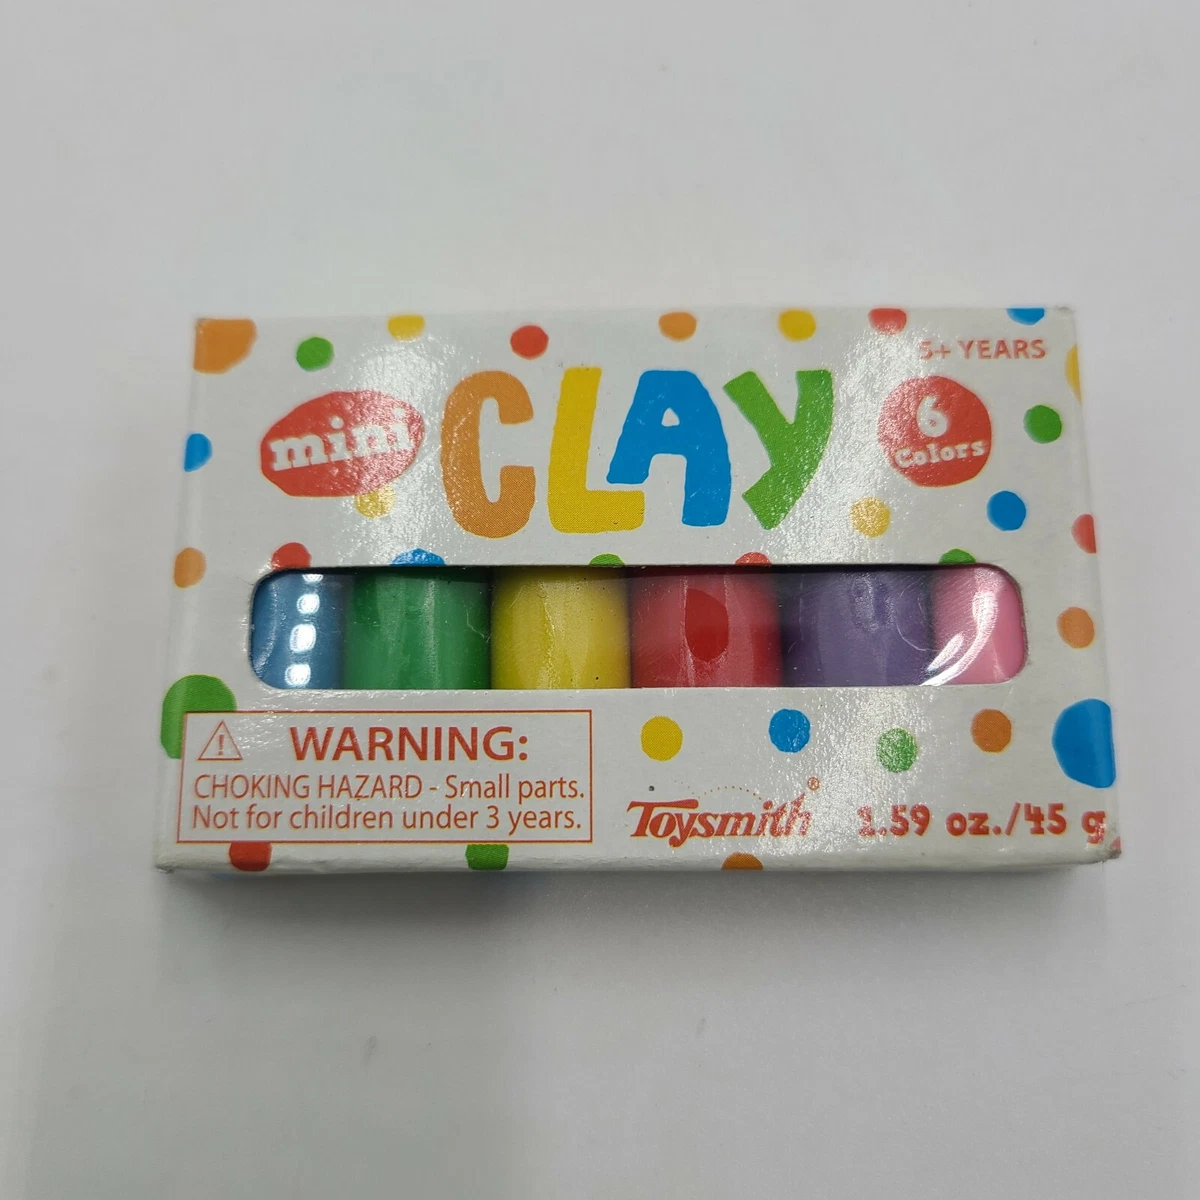 5+ YEARS
mini
CLAY
6
Colors
WARNING:
CHOKING HAZARD - Small parts.
Not for children under 3 years.
Toysmith®
1.59 oz./45 g